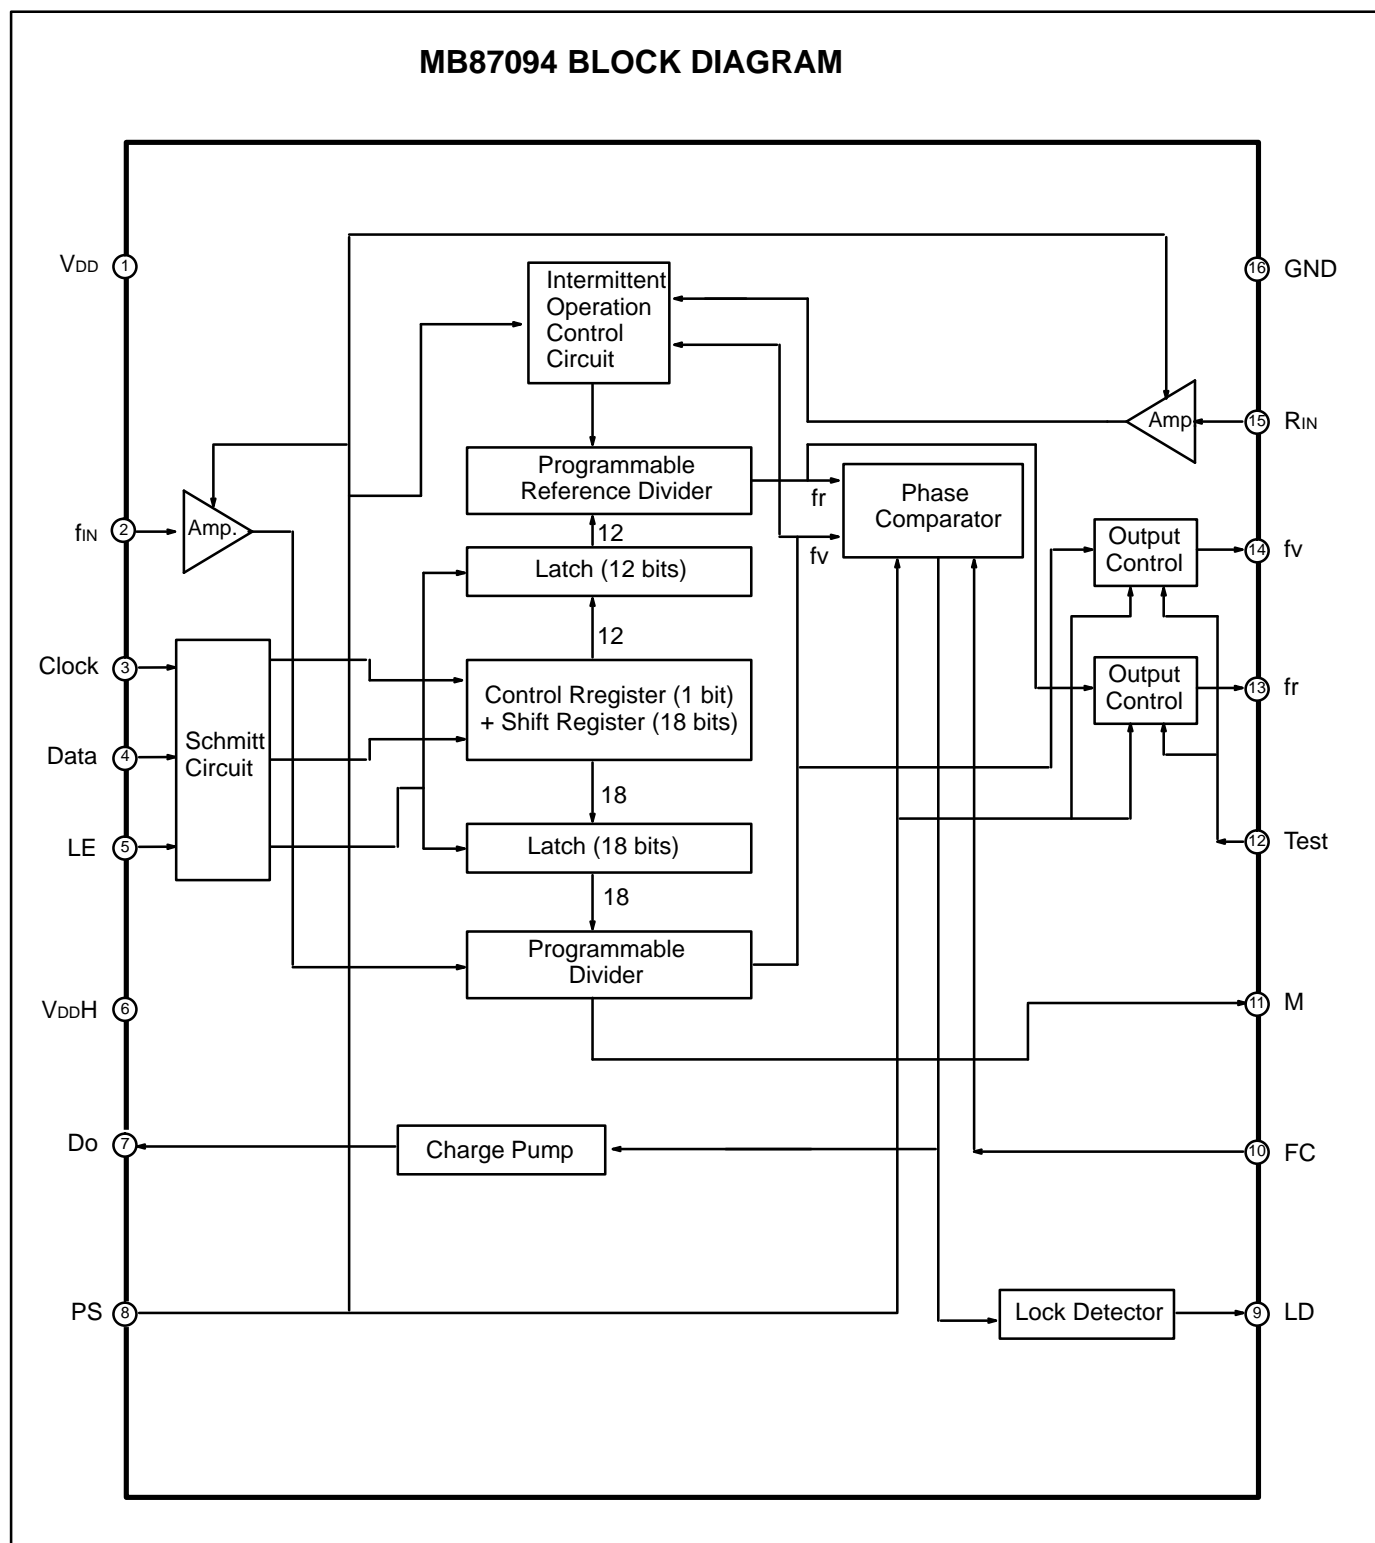 MB87094 BLOCK DIAGRAM
VDD 1
16 GND
Intermittent
Operation
Control
Circuit
Amp
15 RIN
Programmable
Reference Divider
fr
Phase
Comparator
fIN 2
Amp.
12
fv
Output
Control
14 fv
Latch (12 bits)
12
Clock 3
Control Rregister (1 bit)
+ Shift Register (18 bits)
Output
Control
13 fr
Data 4
Schmitt
Circuit
18
LE 5
Latch (18 bits)
12 Test
18
Programmable
Divider
VDDH 6
11 M
Do 7
Charge Pump
10 FC
PS 8
Lock Detector
9 LD